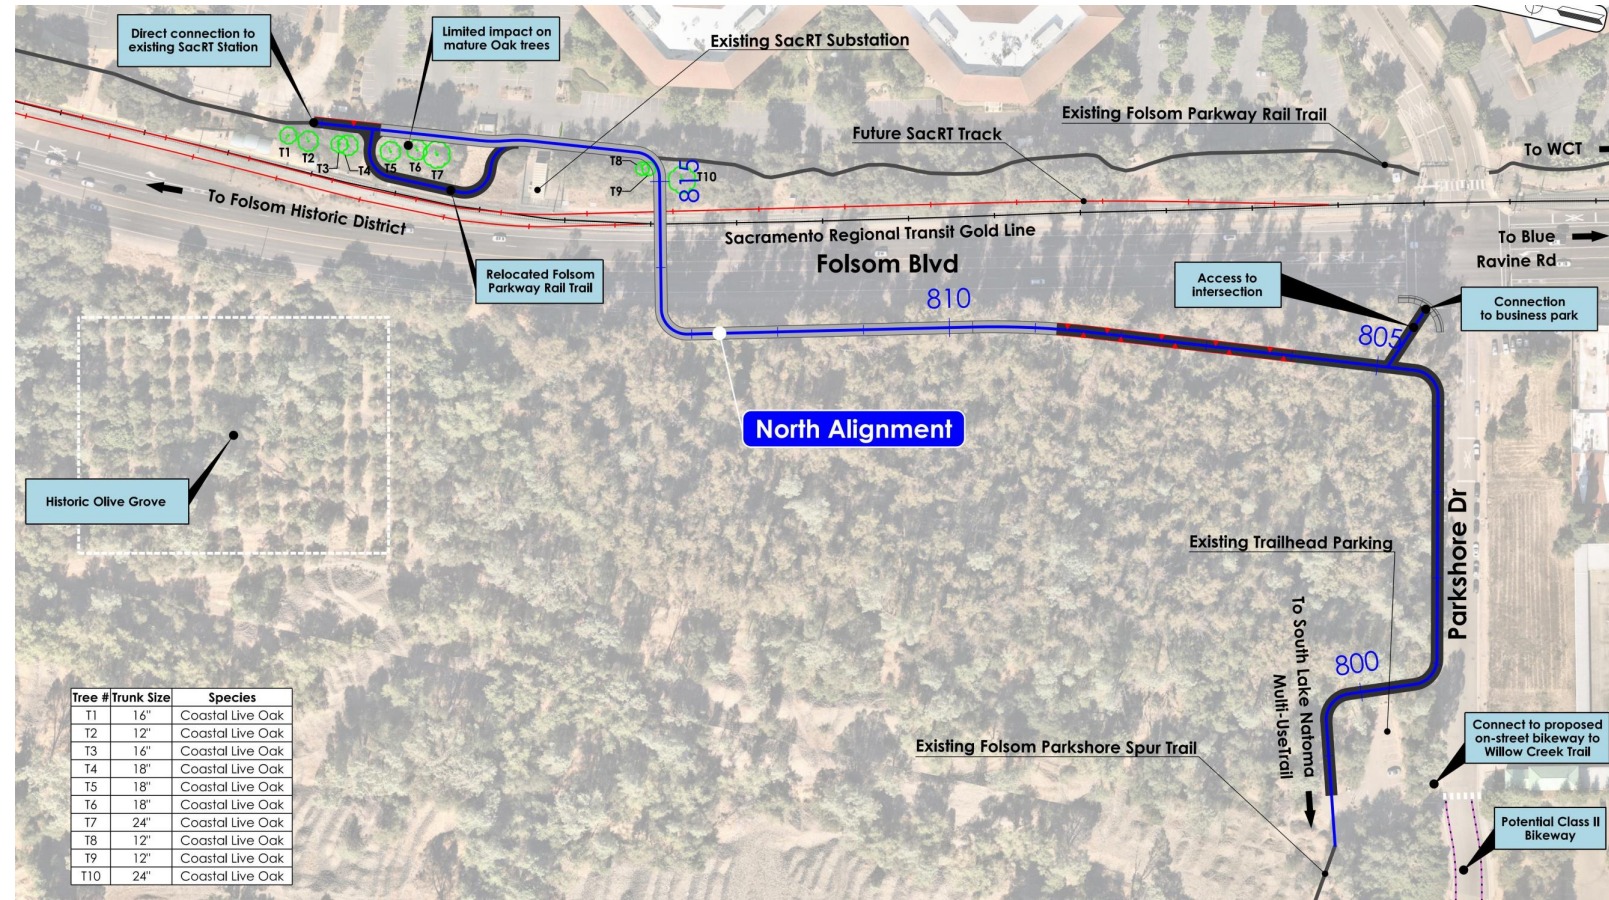 Direct connection to
existing SacRT Station
Limited impact on
mature Oak trees
Existing SacRT Substation
Existing Folsom Parkway Rail Trail
Future SacRT Track
To WCT
T1
T2
T3
T4
T5
T6
T7
T8
T9
T10
815
To Folsom Historic District
Sacramento Regional Transit Gold Line
Folsom Blvd
To Blue
Ravine Rd
Relocated Folsom
Parkway Rail Trail
Access to
intersection
Connection
to business park
810
805
North Alignment
Historic Olive Grove
Parkshore Dr
Existing Trailhead Parking
To South Lake Natoma
Multi-UseTrail
800
Existing Folsom Parkshore Spur Trail
Connect to proposed
on-street bikeway to
Willow Creek Trail
Potential Class II
Bikeway
Tree # Trunk Size Species
T1 16" Coastal Live Oak
T2 12" Coastal Live Oak
T3 16" Coastal Live Oak
T4 18" Coastal Live Oak
T5 18" Coastal Live Oak
T6 18" Coastal Live Oak
T7 24" Coastal Live Oak
T8 12" Coastal Live Oak
T9 12" Coastal Live Oak
T10 24" Coastal Live Oak